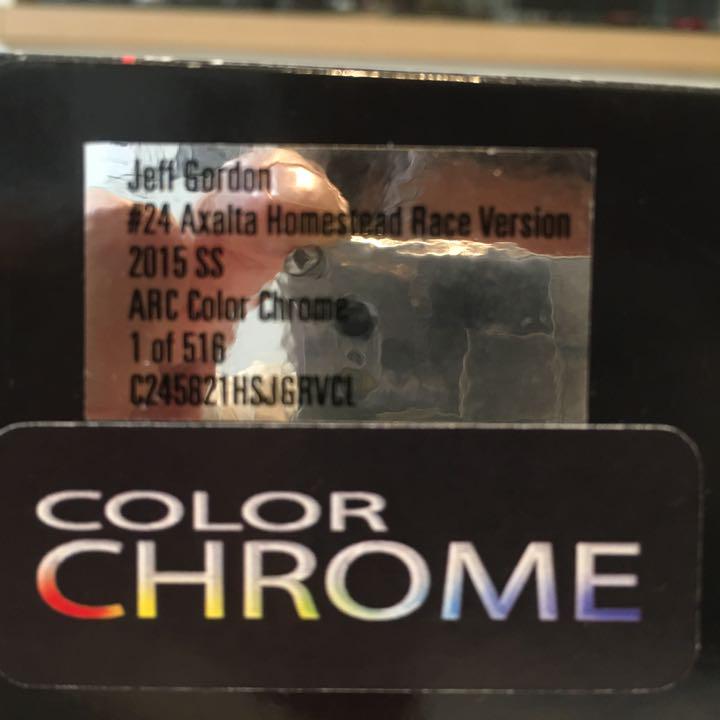 Jeff Gordon
#24 Axalta Homestead Race Version
2015 SS
ARC Color Chrome
1 of 516
C245821HSJGRVCL
COLOR
CHROME